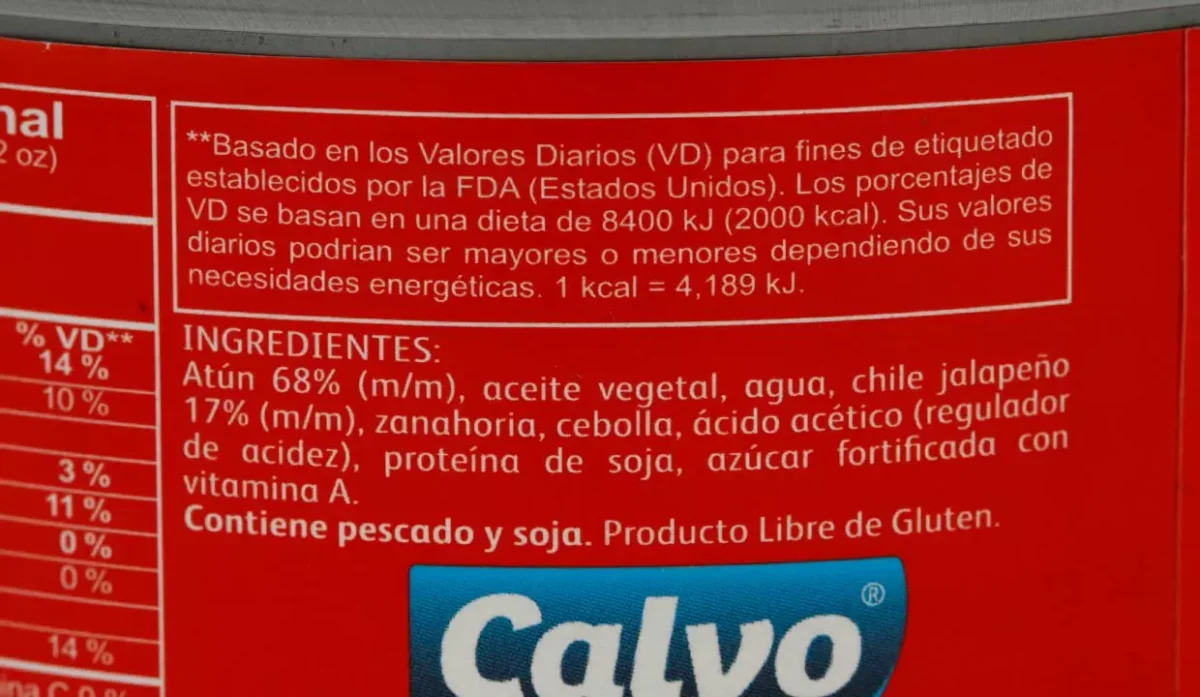 nal
2 oz)
% VD**
14 %
10 %
3 %
11 %
0 %
0 %
14 %
ina C 0 %
**Basado en los Valores Diarios (VD) para fines de etiquetado
establecidos por la FDA (Estados Unidos). Los porcentajes de
VD se basan en una dieta de 8400 kJ (2000 kcal). Sus valores
diarios podrian ser mayores o menores dependiendo de sus
necesidades energéticas. 1 kcal = 4,189 kJ.
INGREDIENTES:
Atún 68% (m/m), aceite vegetal, agua, chile jalapeño
17% (m/m), zanahoria, cebolla, ácido acético (regulador
de acidez), proteína de soja, azúcar fortificada con
vitamina A.
Contiene pescado y soja. Producto Libre de Gluten.
Calvo ®